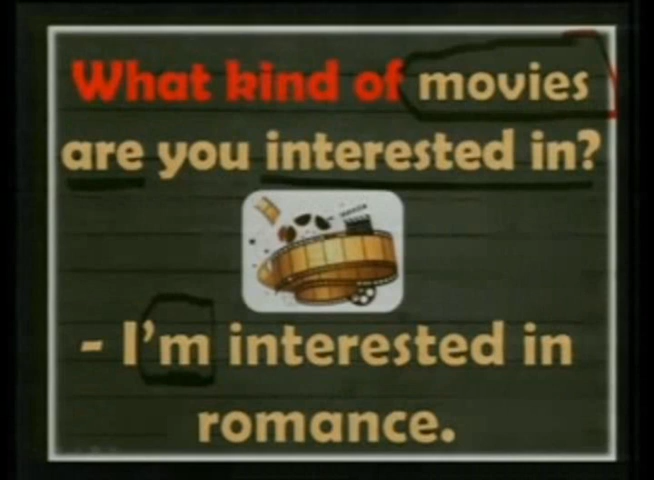 What kind of movies
are you interested in?
- I'm interested in
romance.